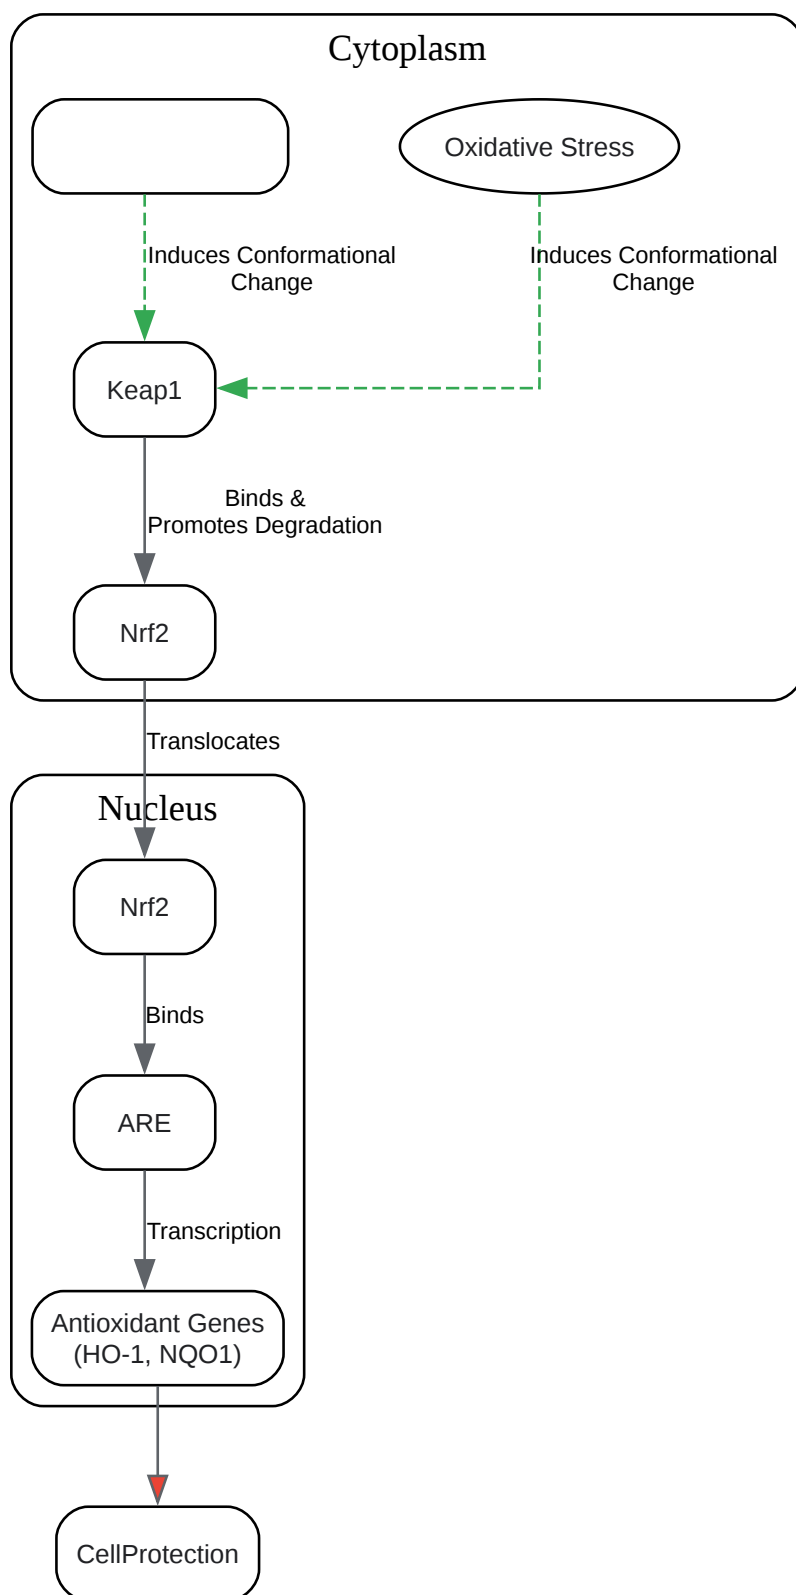 Cytoplasm
Oxidative Stress
Induces Conformational
Change
Induces Conformational
Change
Keap1
Binds &
Promotes Degradation
Nrf2
Translocates
Nucleus
Nrf2
Binds
ARE
Transcription
Antioxidant Genes
(HO-1, NQO1)
CellProtection